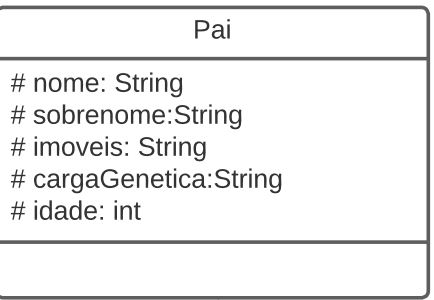 Pai
# nome: String
# sobrenome:String
# imoveis: String
# cargaGenetica:String
# idade: int